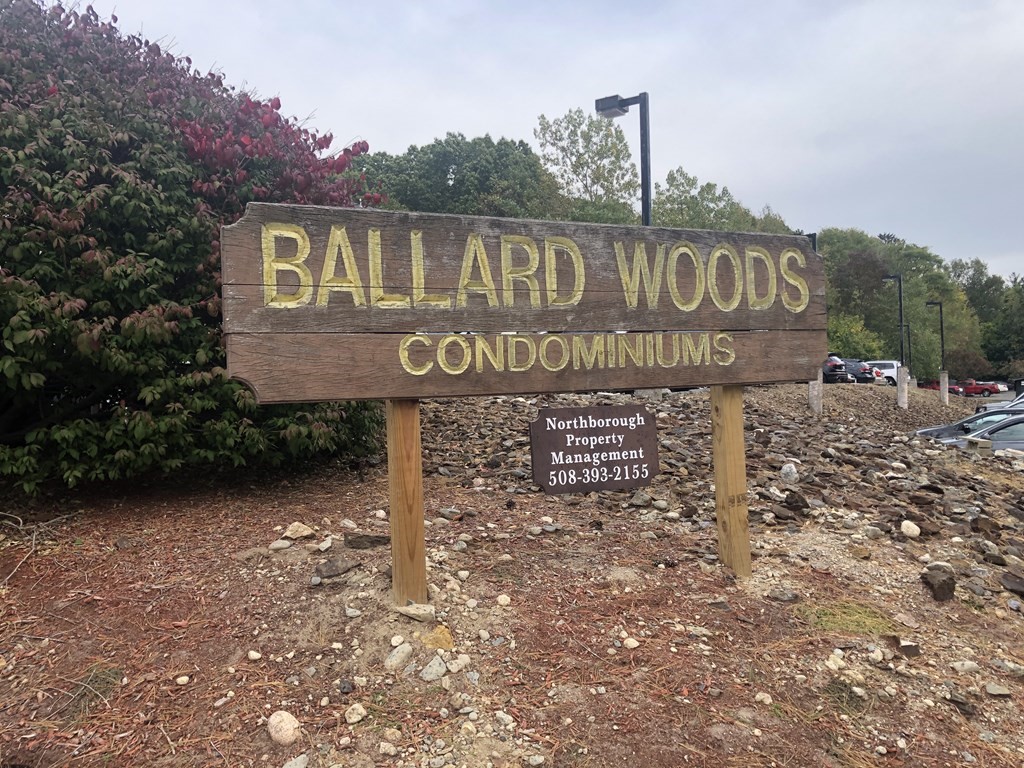 BALLARD WOODS
CONDOMINIUMS
Northborough
Property
Management
508-393-2155